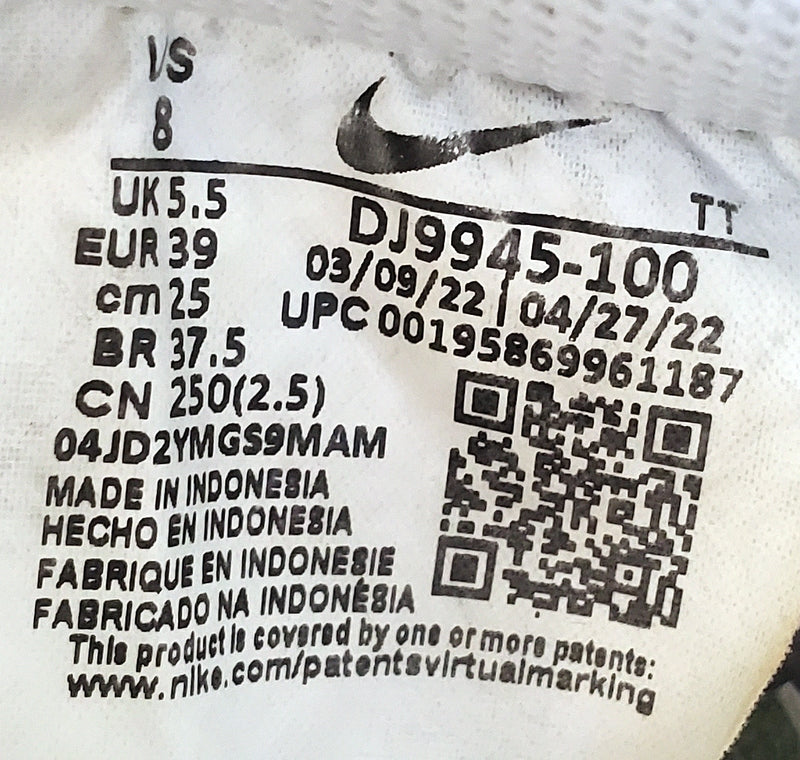 US
8
UK 5.5
EUR 39
cm 25
BR 37.5
CN 250(2.5)
04JD2YMGS9MAM
MADE IN INDONESIA
HECHO EN INDONESIA
FABRIQUE EN INDONESIE
FABRICADO NA INDONÉSIA
TT
DJ9945-100
03/09/22 | 04/27/22
UPC 00195869961187
This product is covered by one or more patents:
www.nike.com/patentsvirtualmarking